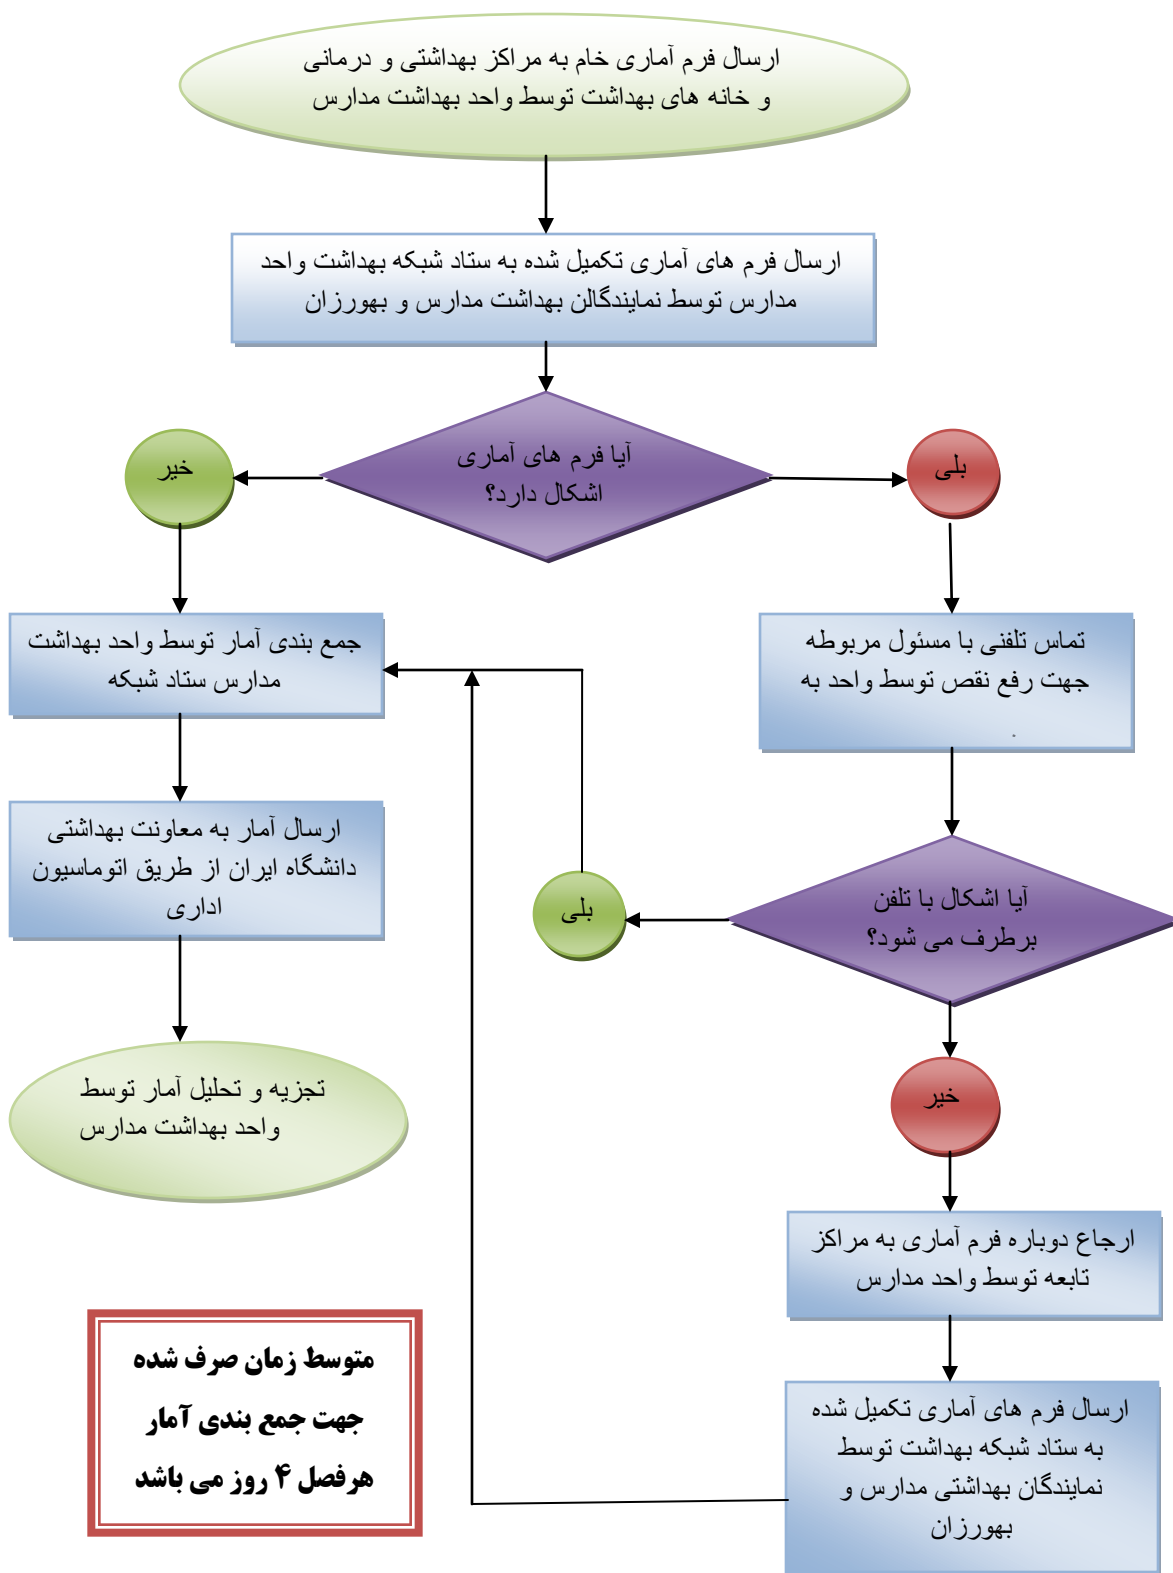 ارسال فرم آماری خام به مراکز بهداشتی و درمانی
و خانه های بهداشت توسط واحد بهداشت مدارس
ارسال فرم های آماری تکمیل شده به ستاد شبکه بهداشت واحد
مدارس توسط نمایندگالن بهداشت مدارس و بهورزان
آیا فرم های آماری
اشکال دارد؟
بلی
خیر
تماس تلفنی با مسئول مربوطه
جهت رفع نقص توسط واحد به
جمع بندی آمار توسط واحد بهداشت
مدارس ستاد شبکه
ارسال آمار به معاونت بهداشتی
دانشگاه ایران از طریق اتوماسیون
اداری
آیا اشکال با تلفن
برطرف می شود؟
بلی
خیر
تجزیه و تحلیل آمار توسط
واحد بهداشت مدارس
ارجاع دوباره فرم آماری به مراکز
تابعه توسط واحد مدارس
ارسال فرم های آماری تکمیل شده
به ستاد شبکه بهداشت توسط
نمایندگان بهداشتی مدارس و
بهورزان
متوسط زمان صرف شده
جهت جمع بندی آمار
هرفصل ۴ روز می باشد